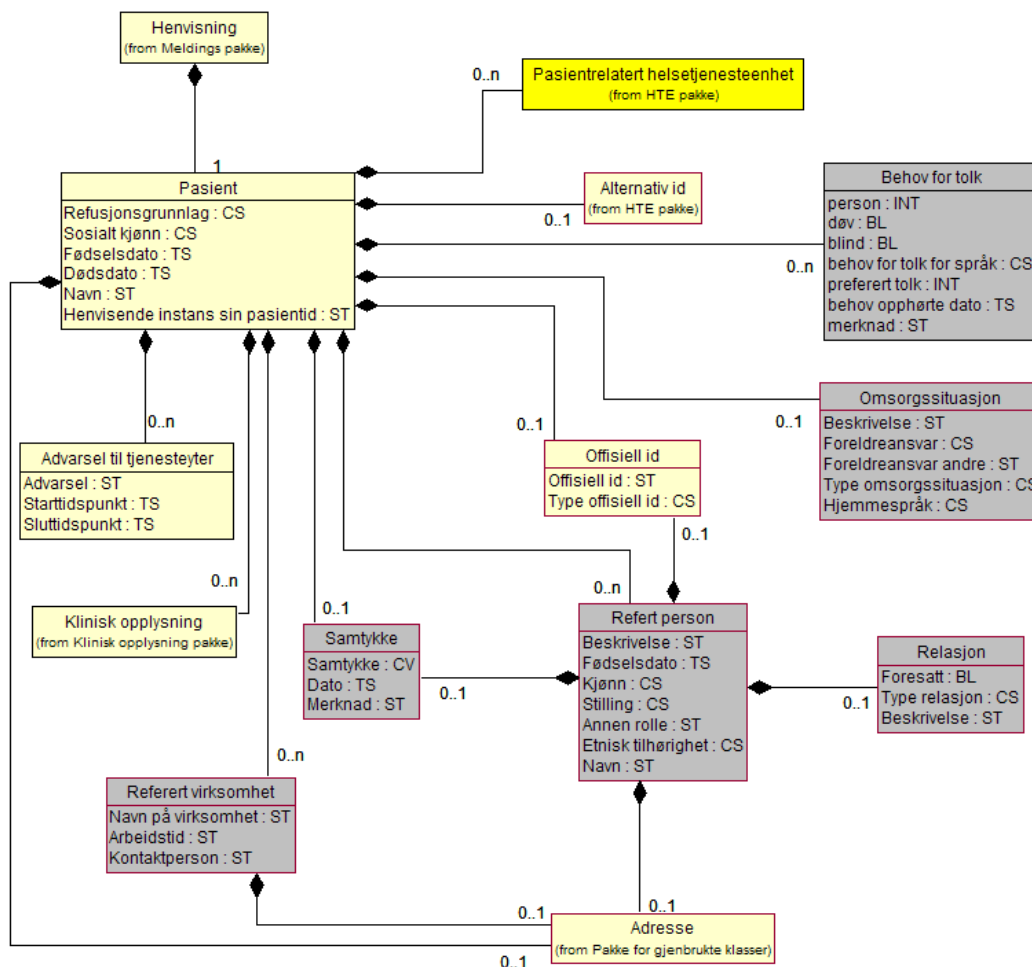 Henvisning
(from Meldings pakke)
0..n
Pasientrelatert helsetjenesteenhet
(from HTE pakke)
1
Pasient
Refusjonsgrunnlag : CS
Sosialt kjønn : CS
Fødselsdato : TS
Dødsdato : TS
Navn : ST
Henvisende instans sin pasientid : ST
Alternativ id
(from HTE pakke)
0..1
Behov for tolk
person : INT
døv : BL
blind : BL
behov for tolk for språk : CS
preferert tolk : INT
behov opphørte dato : TS
merknad : ST
0..n
Omsorgssituasjon
Beskrivelse : ST
Foreldreansvar : CS
Foreldreansvar andre : ST
Type omsorgssituasjon : CS
Hjemmespråk : CS
0..1
0..n
Advarsel til tjenesteyter
Advarsel : ST
Starttidspunkt : TS
Sluttidspunkt : TS
0..1
Offisiell id
Offisiell id : ST
Type offisiell id : CS
0..1
0..n
Klinisk opplysning
(from Klinisk opplysning pakke)
0..1
Samtykke
Samtykke : CV
Dato : TS
Merknad : ST
0..1
0..n
Refert person
Beskrivelse : ST
Fødselsdato : TS
Kjønn : CS
Stilling : CS
Annen rolle : ST
Etnisk tilhørighet : CS
Navn : ST
Relasjon
Foresatt : BL
Type relasjon : CS
Beskrivelse : ST
0..1
0..n
Referert virksomhet
Navn på virksomhet : ST
Arbeidstid : ST
Kontaktperson : ST
0..1
0..1
Adresse
(from Pakke for gjenbrukte klasser)
0..1